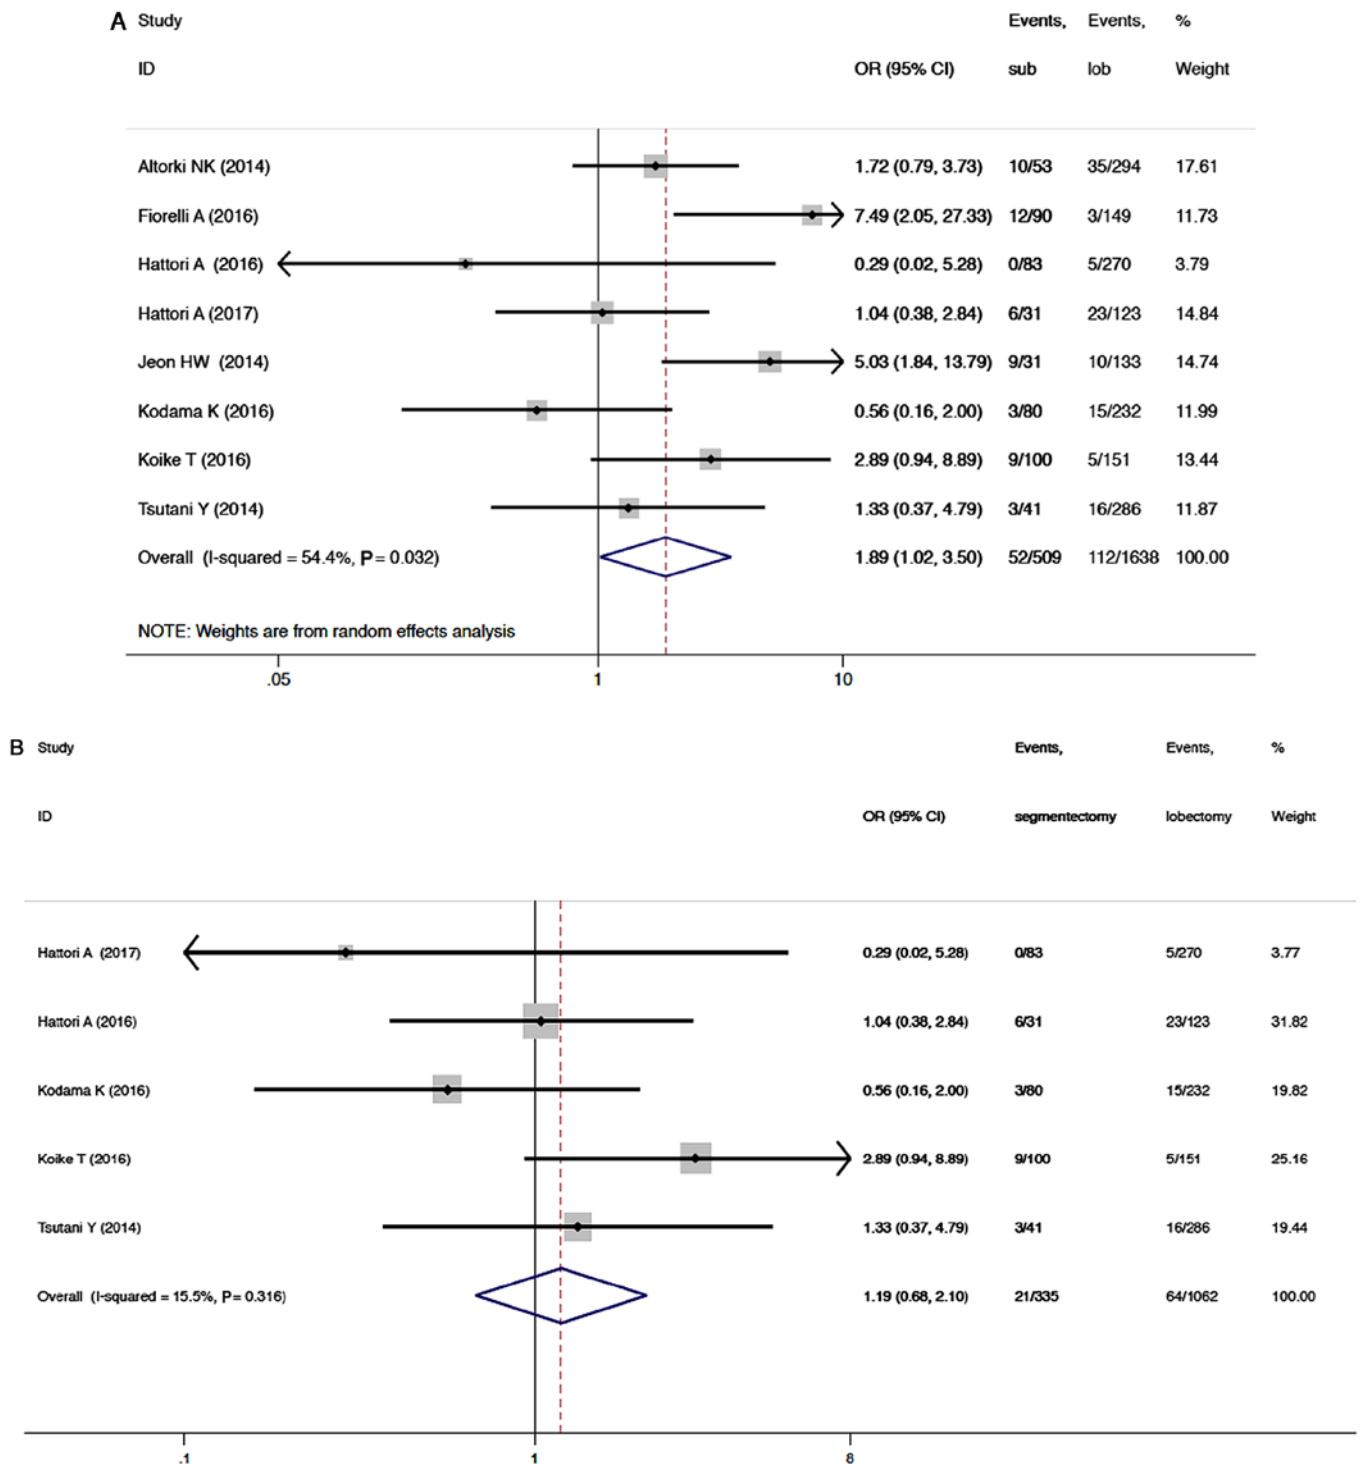 A Study Events, Events, %
ID OR (95% CI) sub lob Weight
Altorki NK (2014) 1.72 (0.79, 3.73) 10/53 35/294 17.61
Fiorelli A (2016) 7.49 (2.05, 27.33) 12/90 3/149 11.73
Hattori A (2016) 0.29 (0.02, 5.28) 0/83 5/270 3.79
Hattori A (2017) 1.04 (0.38, 2.84) 6/31 23/123 14.84
Jeon HW (2014) 5.03 (1.84, 13.79) 9/31 10/133 14.74
Kodama K (2016) 0.56 (0.16, 2.00) 3/80 15/232 11.99
Koike T (2016) 2.89 (0.94, 8.89) 9/100 5/151 13.44
Tsutani Y (2014) 1.33 (0.37, 4.79) 3/41 16/286 11.87
Overall (I-squared = 54.4%, P = 0.032) 1.89 (1.02, 3.50) 52/509 112/1638 100.00
NOTE: Weights are from random effects analysis
.05 1 10
B Study Events, Events, %
ID OR (95% CI) segmentectomy lobectomy Weight
Hattori A (2017) 0.29 (0.02, 5.28) 0/83 5/270 3.77
Hattori A (2016) 1.04 (0.38, 2.84) 6/31 23/123 31.82
Kodama K (2016) 0.56 (0.16, 2.00) 3/80 15/232 19.82
Koike T (2016) 2.89 (0.94, 8.89) 9/100 5/151 25.16
Tsutani Y (2014) 1.33 (0.37, 4.79) 3/41 16/286 19.44
Overall (I-squared = 15.5%, P = 0.316) 1.19 (0.68, 2.10) 21/335 64/1062 100.00
.1 1 8